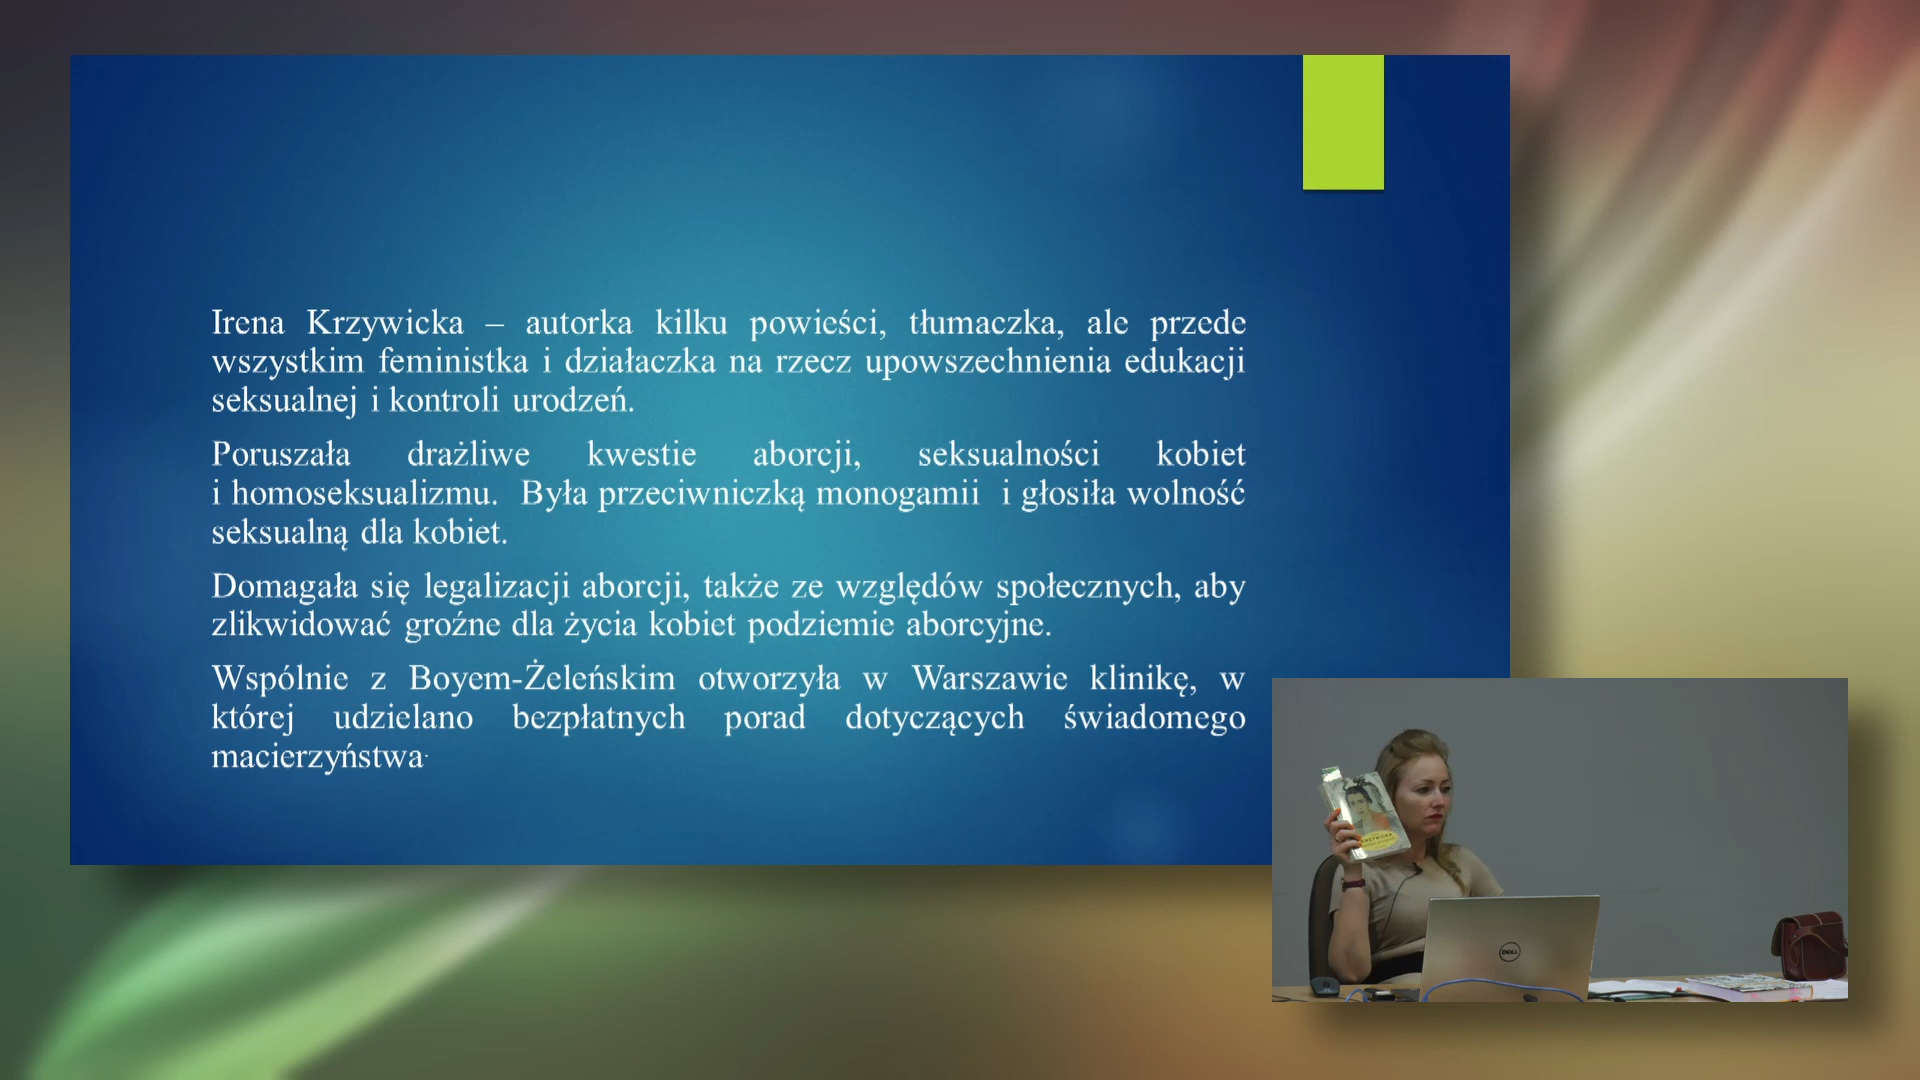 Irena Krzywicka – autorka kilku powieści, tłumaczka, ale przede
wszystkim feministka i działaczka na rzecz upowszechnienia edukacji
seksualnej i kontroli urodzeń.
Poruszała drażliwe kwestie aborcji, seksualności kobiet
i homoseksualizmu. Była przeciwniczką monogamii i głosiła wolność
seksualną dla kobiet.
Domagała się legalizacji aborcji, także ze względów społecznych, aby
zlikwidować groźne dla życia kobiet podziemie aborcyjne.
Wspólnie z Boyem-Żeleńskim otworzyła w Warszawie klinikę, w
której udzielano bezpłatnych porad dotyczących świadomego
macierzyństwa.
DELL